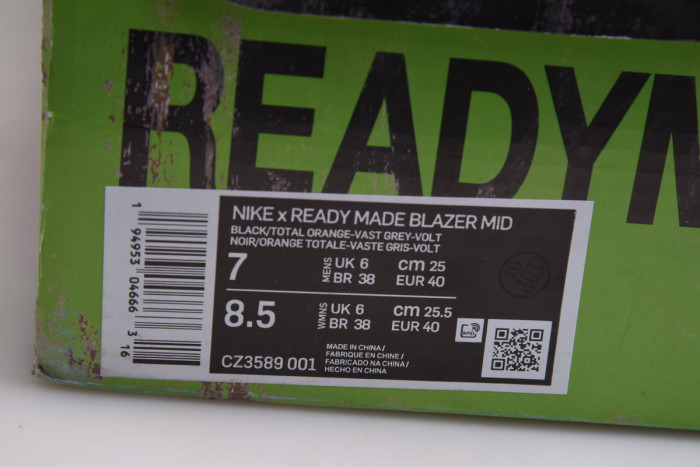 READYM
NIKE x READY MADE BLAZER MID
BLACK/TOTAL ORANGE-VAST GREY-VOLT
NOIR/ORANGE TOTALE-VASTE GRIS-VOLT
7 MENS UK 6 cm 25
BR 38 EUR 40
8.5 WMNS UK 6 cm 25.5
BR 38 EUR 40
CZ3589 001
MADE IN CHINA /
FABRIQUE EN CHINE /
FABRICADO NA CHINA /
HECHO EN CHINA
1 94953 04666 3 16